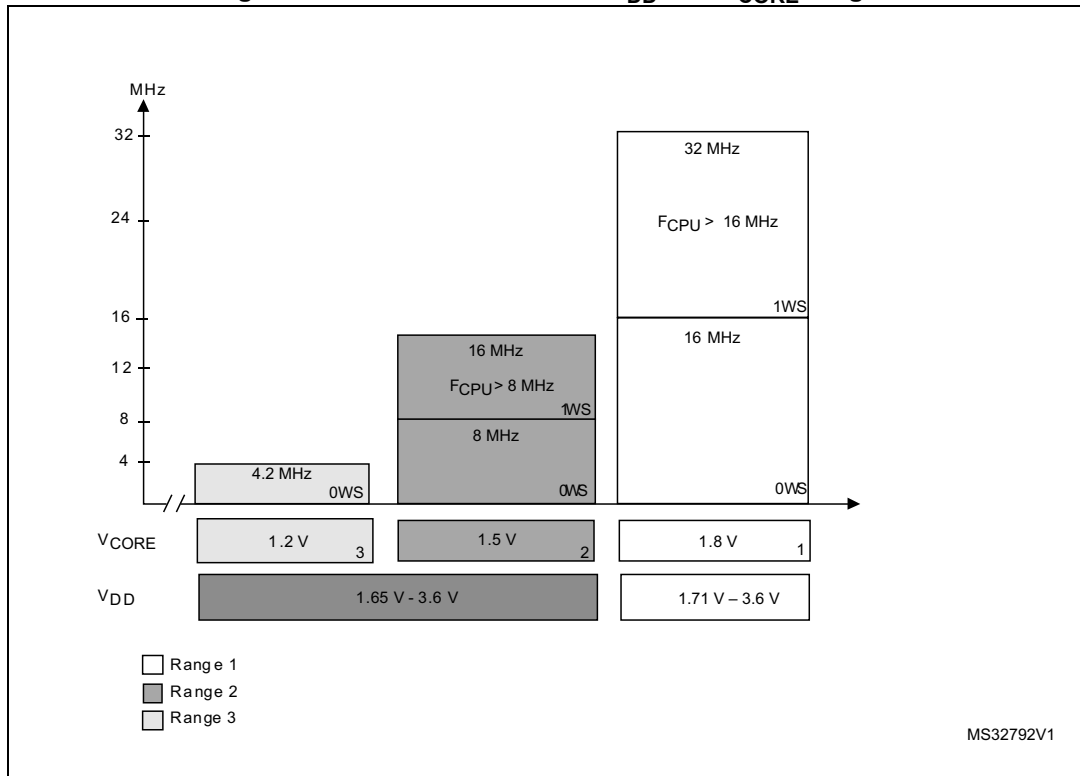 MHz
32
24
16
12
8
4
32 MHz
FCPU > 16 MHz
1WS
16 MHz
0WS
16 MHz
FCPU > 8 MHz
1WS
8 MHz
0WS
4.2 MHz
0WS
VCORE
1.2 V
3
1.5 V
2
1.8 V
1
VDD
1.65 V - 3.6 V
1.71 V – 3.6 V
Range 1
Range 2
Range 3
MS32792V1